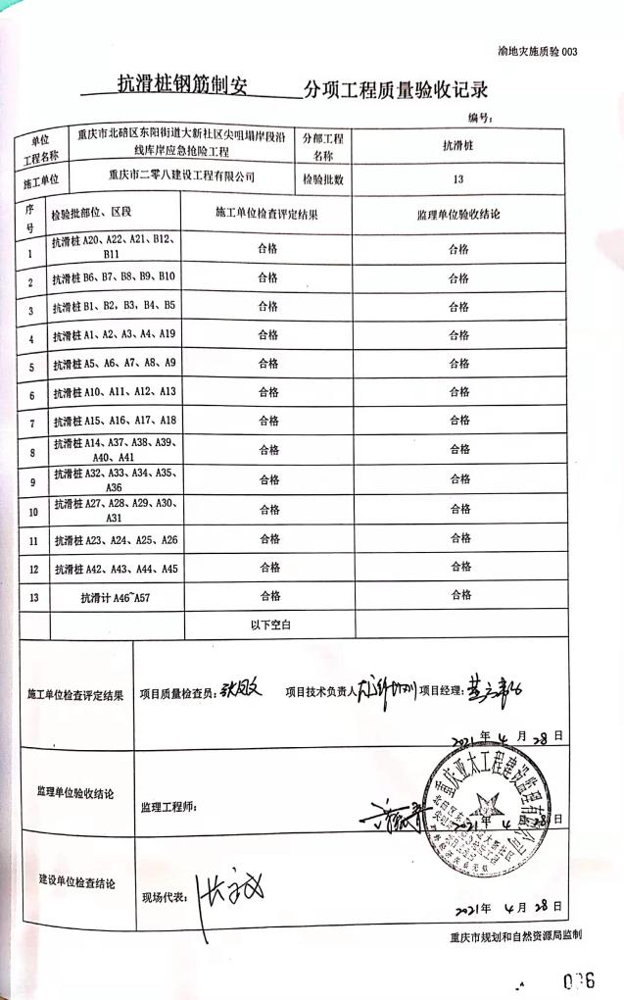 渝地灾施质验 003
抗滑桩钢筋制安 分项工程质量验收记录
编号:
单位
工程名称
重庆市北碚区东阳街道大新社区尖咀塌岸段沿
线库岸应急抢险工程
分部工程
名称
抗滑桩
施工单位
重庆市二零八建设工程有限公司
检验批数
13
序
号
检验批部位、区段
施工单位检查评定结果
监理单位验收结论
1
抗滑桩 A20、A22、A21、B12、
B11
合格
合格
2
抗滑桩 B6、B7、B8、B9、B10
合格
合格
3
抗滑桩 B1、B2，B3，B4、B5
合格
合格
4
抗滑桩 A1、A2、A3、A4、A19
合格
合格
5
抗滑桩 A5、A6、A7、A8、A9
合格
合格
6
抗滑桩 A10、A11、A12、A13
合格
合格
7
抗滑桩 A15、A16、A17、A18
合格
合格
8
抗滑桩 A14、A37、A38、A39、
A40、A41
合格
合格
9
抗滑桩 A32、A33、A34、A35、
A36
合格
合格
10
抗滑桩 A27、A28、A29、A30、
A31
合格
合格
11
抗滑桩 A23、A24、A25、A26
合格
合格
12
抗滑桩 A42、A43、A44、A45
合格
合格
13
抗滑计 A46~A57
合格
合格
以下空白
施工单位检查评定结果
项目质量检查员: 项目技术负责人 项目经理:
2021 年 4 月 28 日
监理单位验收结论
监理工程师:
重庆亚太工程建设监理有限公司
2021 年 4 月 28 日
建设单位检查结论
现场代表:
2021年 4月 28日
重庆市规划和自然资源局监制